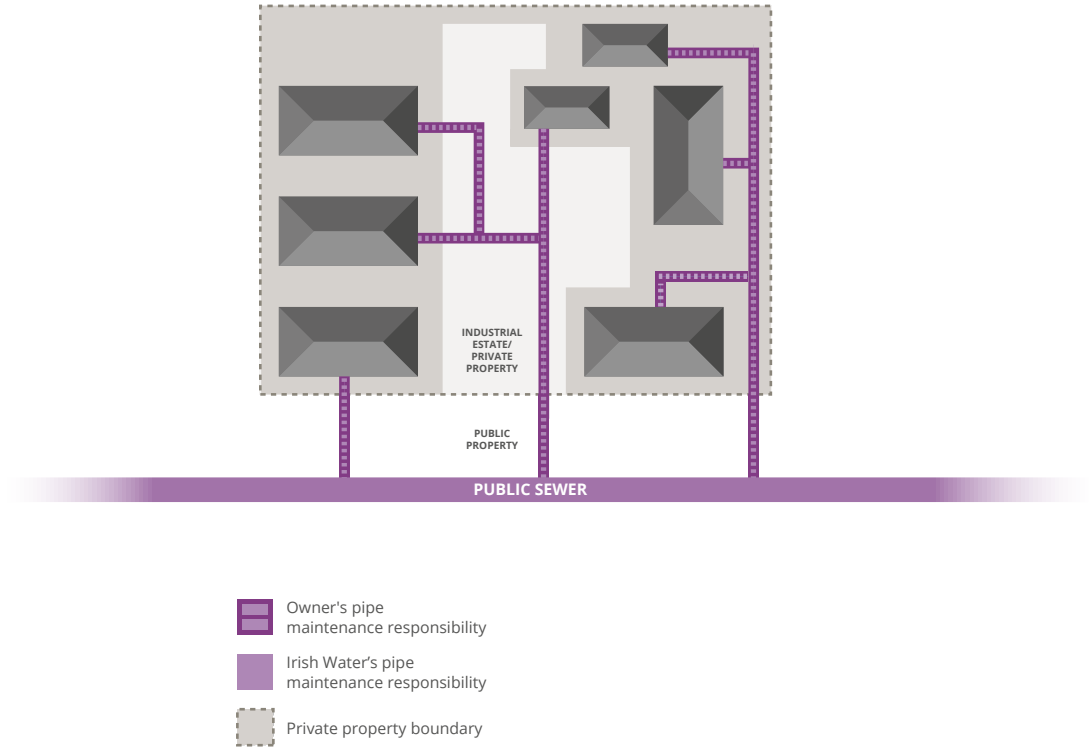 INDUSTRIAL
ESTATE/
PRIVATE
PROPERTY
PUBLIC
PROPERTY
PUBLIC SEWER
Owner's pipe
maintenance responsibility
Irish Water’s pipe
maintenance responsibility
Private property boundary